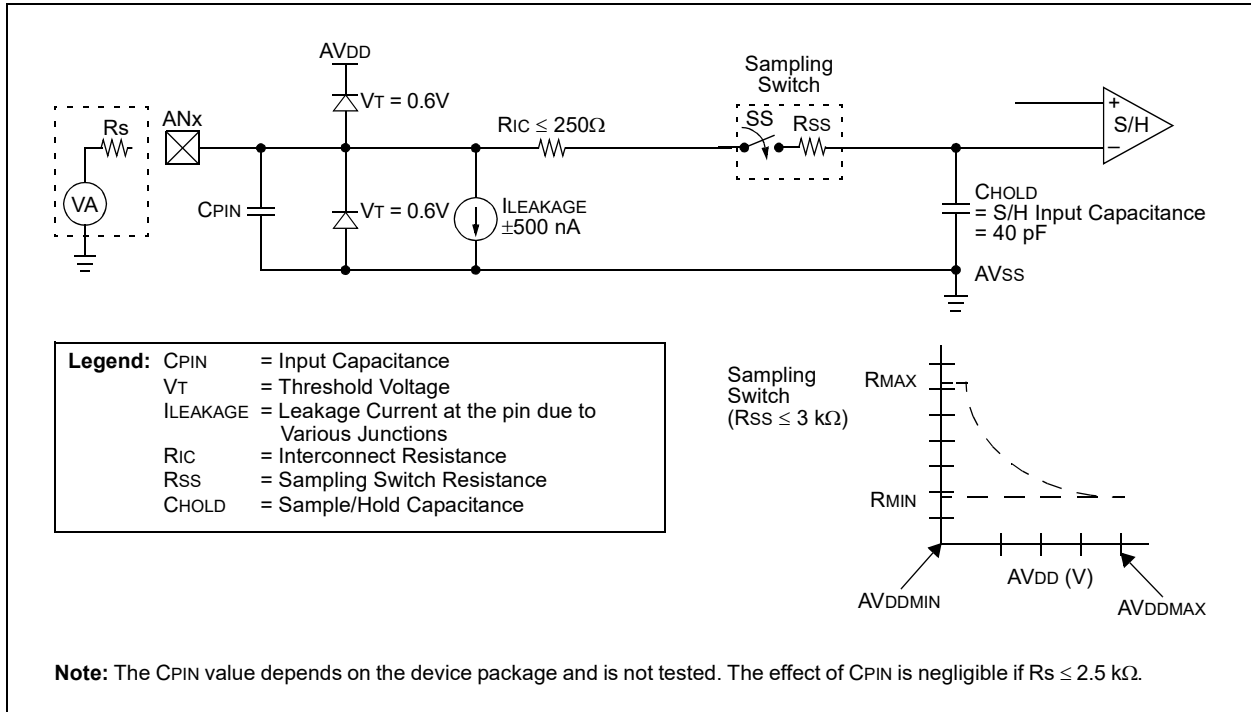 AVDD
Sampling
Switch
VT = 0.6V
Rs
ANx
RIC ≤ 250Ω
SS
RSS
+
S/H
–
VA
CPIN
VT = 0.6V
ILEAKAGE
±500 nA
CHOLD
= S/H Input Capacitance
= 40 pF
AVSS
Legend: CPIN = Input Capacitance
VT = Threshold Voltage
ILEAKAGE = Leakage Current at the pin due to
Various Junctions
RIC = Interconnect Resistance
RSS = Sampling Switch Resistance
CHOLD = Sample/Hold Capacitance
Sampling
Switch
(RSS ≤ 3 kΩ)
RMAX
RMIN
AVDD (V)
AVDDMIN
AVDDMAX
Note: The CPIN value depends on the device package and is not tested. The effect of CPIN is negligible if Rs ≤ 2.5 kΩ.